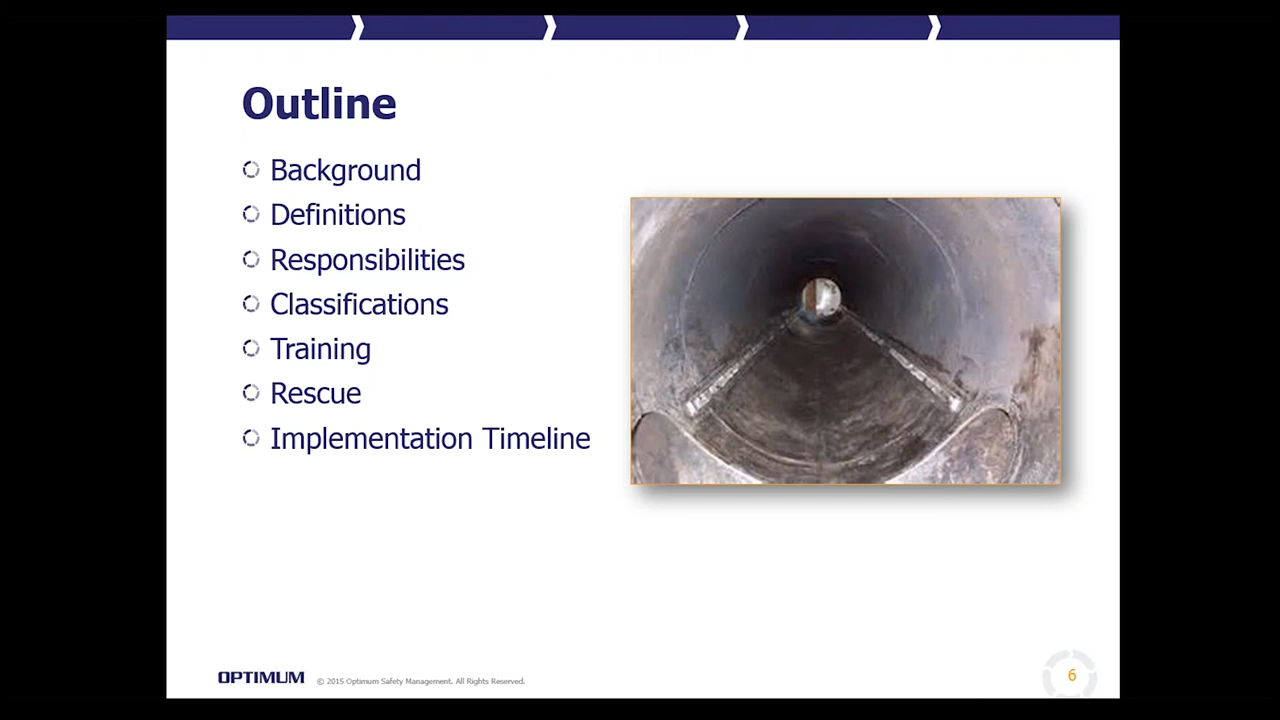 Outline
Background
Definitions
Responsibilities
Classifications
Training
Rescue
Implementation Timeline
OPTIMUM © 2015 Optimum Safety Management. All Rights Reserved.
6